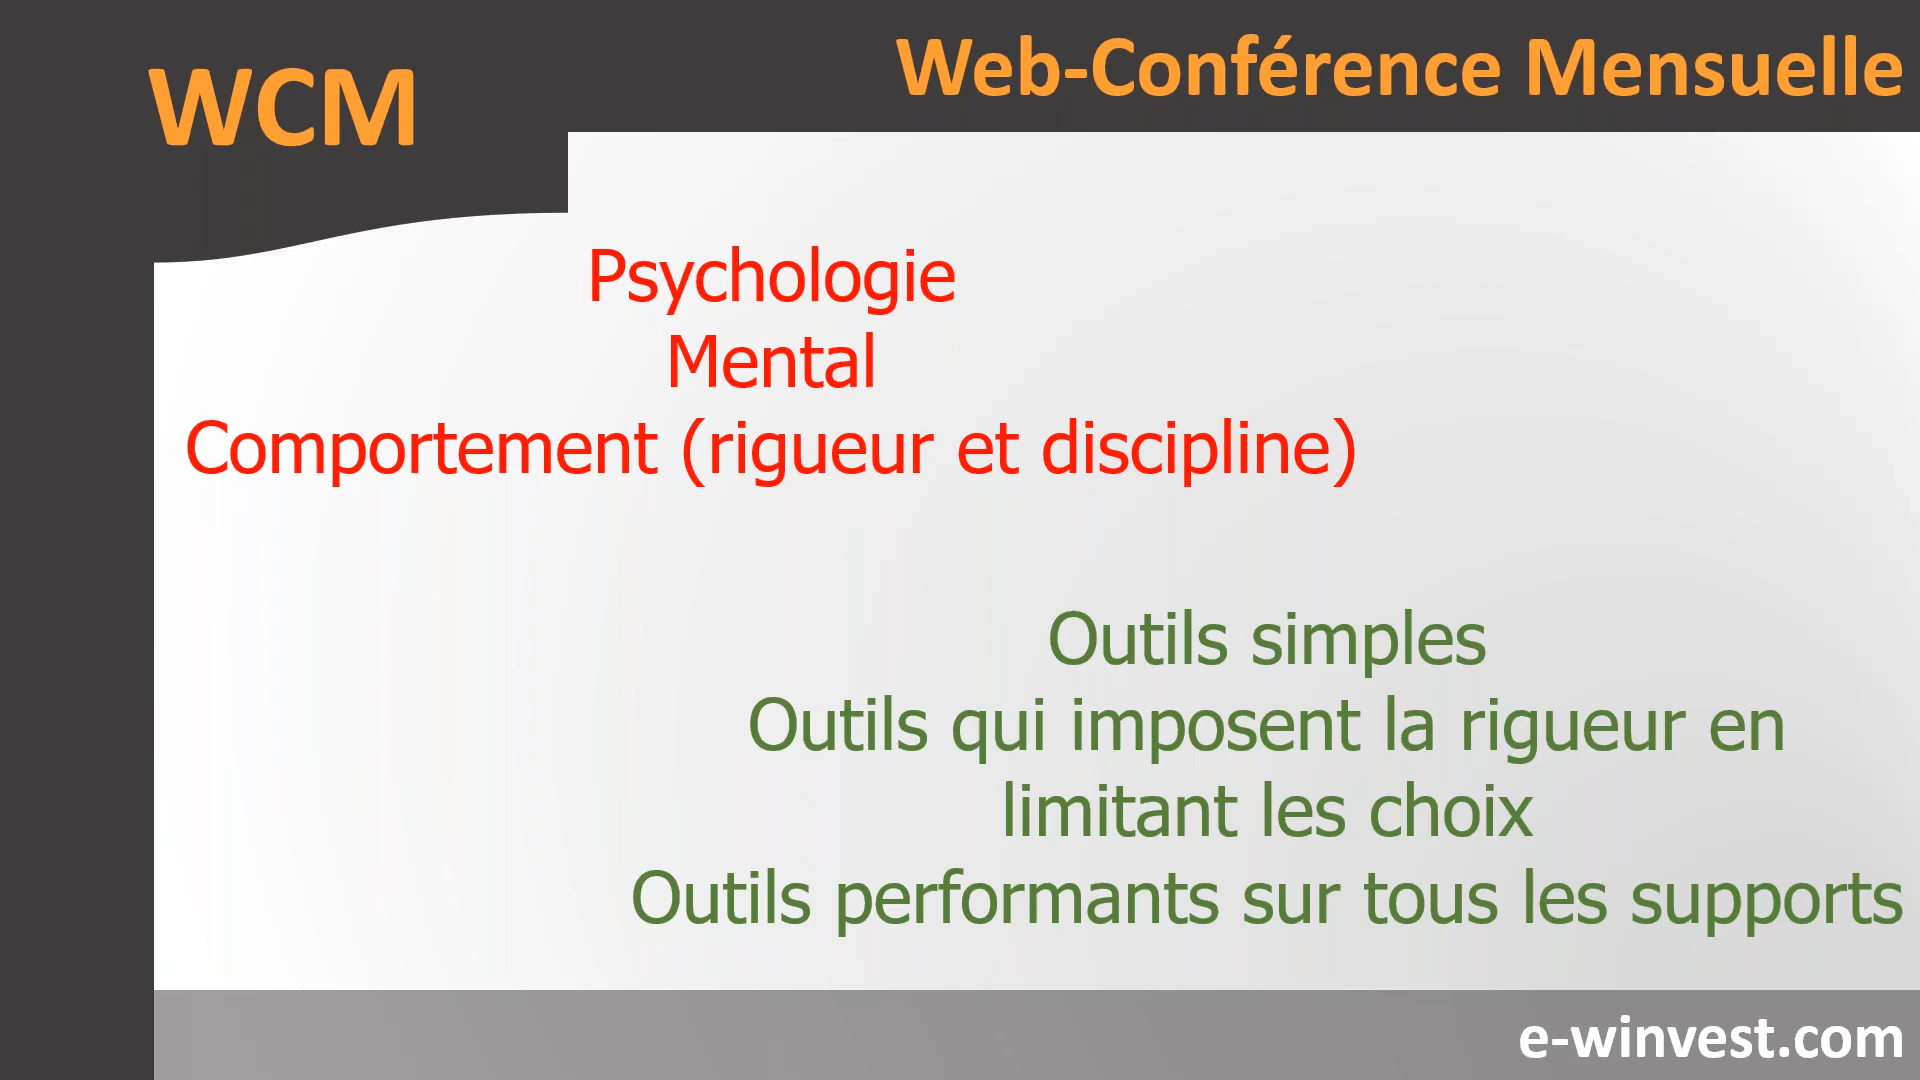 WCM
Web-Conférence Mensuelle
Psychologie
Mental
Comportement (rigueur et discipline)
Outils simples
Outils qui imposent la rigueur en
limitant les choix
Outils performants sur tous les supports
e-winvest.com